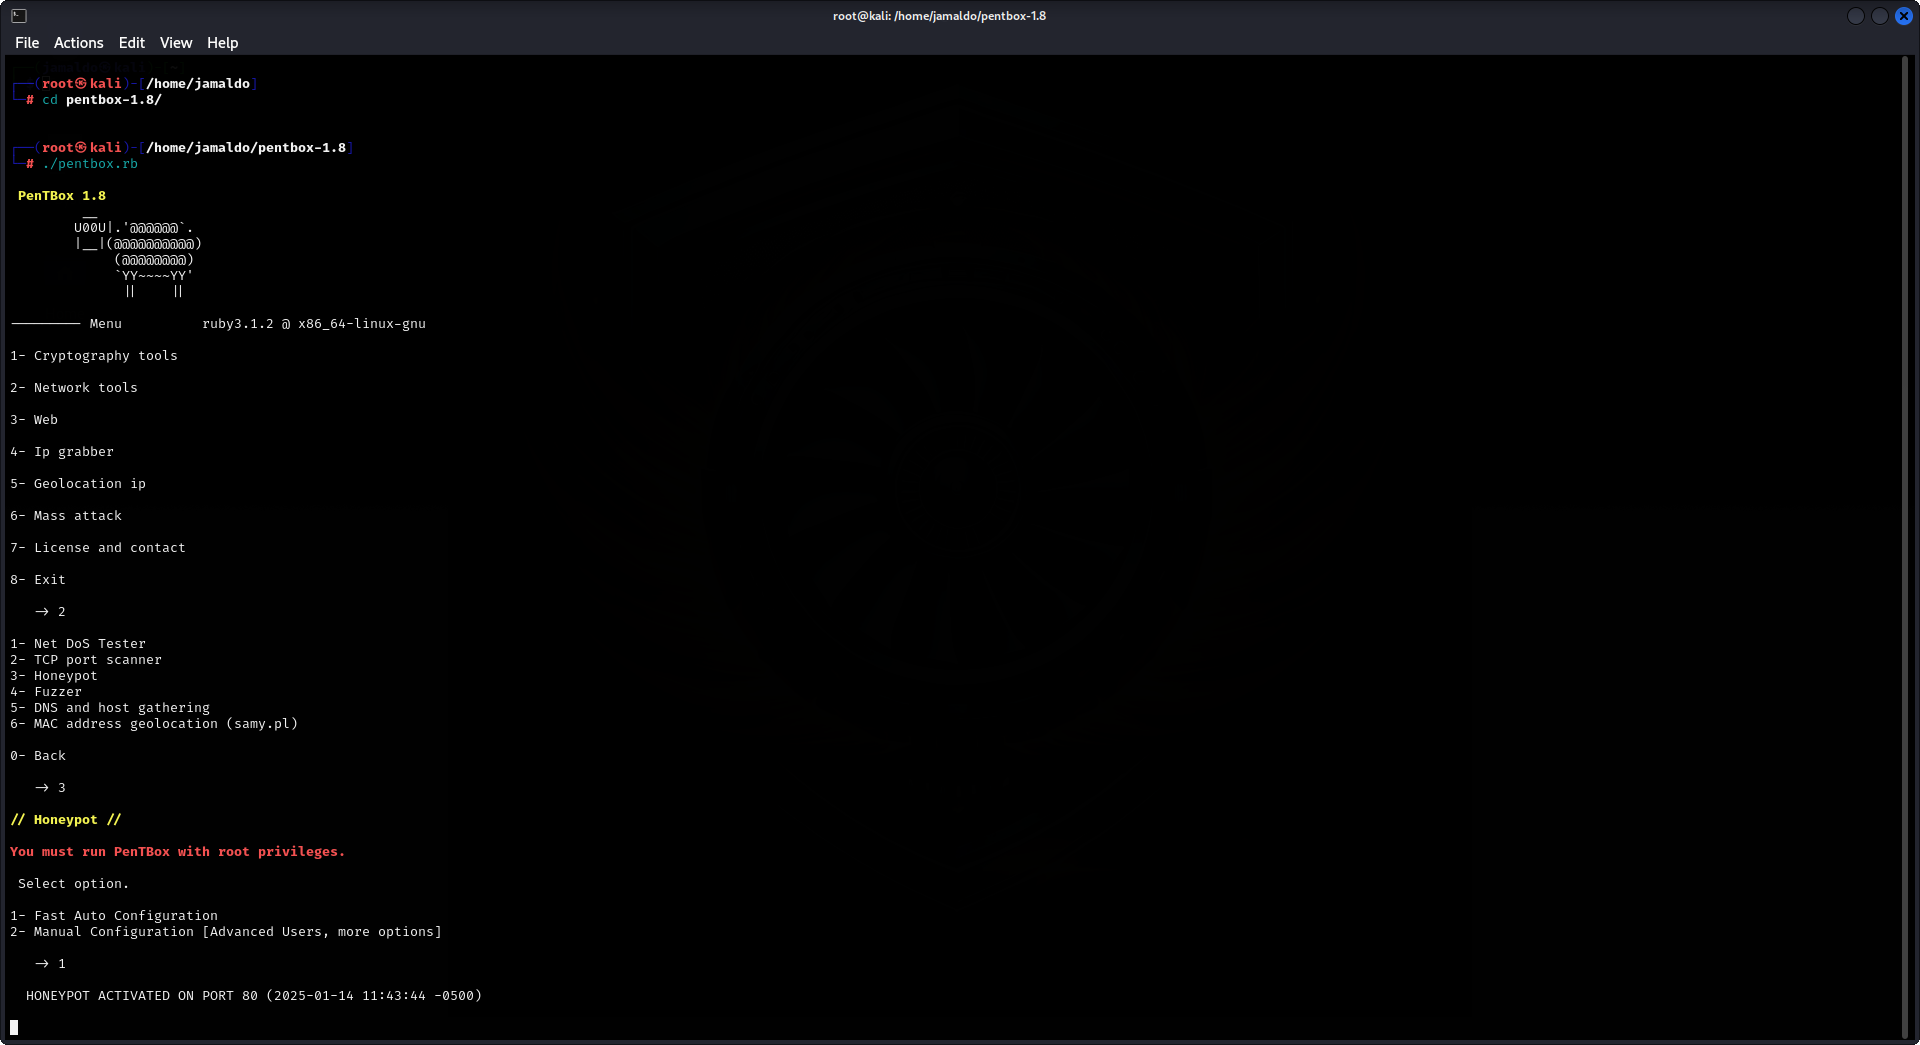 root@kali: /home/jamaldo/pentbox-1.8
File Actions Edit View Help
┌──(root㉿kali)-[/home/jamaldo]
└─# cd pentbox-1.8/
┌──(root㉿kali)-[/home/jamaldo/pentbox-1.8]
└─# ./pentbox.rb
PenTBox 1.8
__
U00U|.'@@@@@@`.
|__|(@@@@@@@@@@)
(@@@@@@@@)
`YY~~~~YY'
||    ||
--------- Menu          ruby3.1.2 @ x86_64-linux-gnu
1- Cryptography tools
2- Network tools
3- Web
4- Ip grabber
5- Geolocation ip
6- Mass attack
7- License and contact
8- Exit
-> 2
1- Net DoS Tester
2- TCP port scanner
3- Honeypot
4- Fuzzer
5- DNS and host gathering
6- MAC address geolocation (samy.pl)
0- Back
-> 3
// Honeypot //
You must run PenTBox with root privileges.
Select option.
1- Fast Auto Configuration
2- Manual Configuration [Advanced Users, more options]
-> 1
HONEYPOT ACTIVATED ON PORT 80 (2025-01-14 11:43:44 -0500)